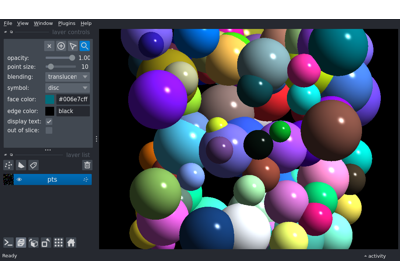 File View Window Plugins Help
layer controls
opacity: 1.00
point size: 10
blending: translucen
symbol: disc
face color: #006e7cff
edge color: black
display text:
out of slice:
layer list
pts
Ready activity